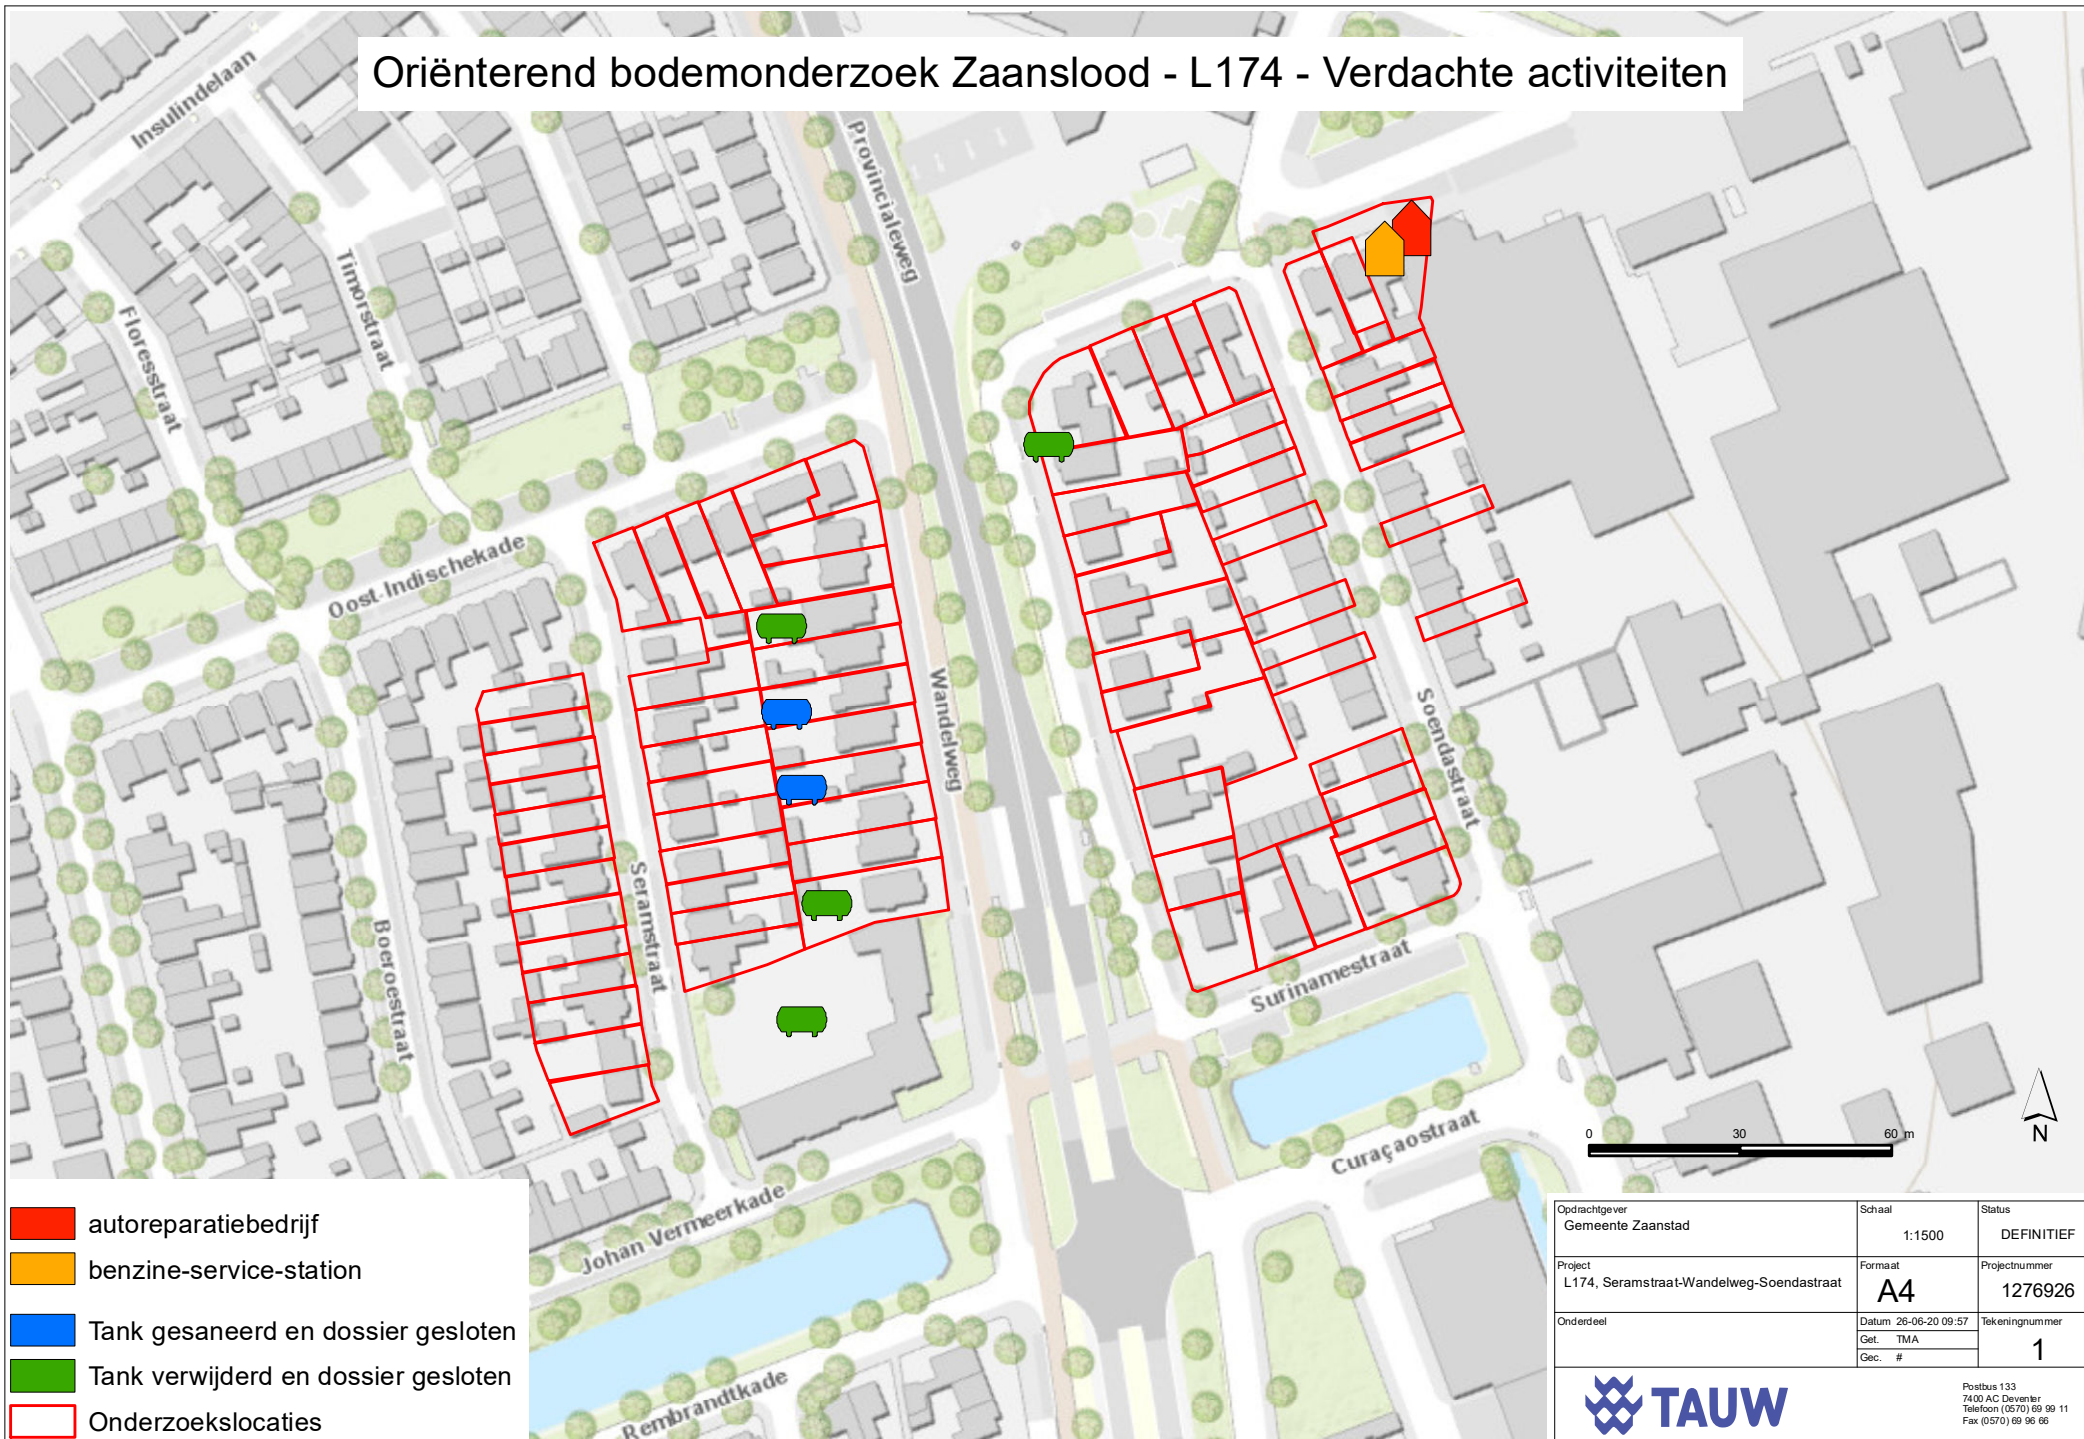 Oriënterend bodemonderzoek Zaanslood - L174 - Verdachte activiteiten
Insulindelaan
Provincialeweg
Timorstraat
Floresstraat
Oost-Indischekade
Wandelweg
Soendastraat
Seramstraat
Boeroestraat
Surinamestraat
Curaçaostraat
Johan Vermeerkade
Rembrandtkade
0 30 60 m
N
autoreparatiebedrijf
benzine-service-station
Tank gesaneerd en dossier gesloten
Tank verwijderd en dossier gesloten
Onderzoekslocaties
Opdrachtgever
Gemeente Zaanstad
Schaal
1:1500
Status
DEFINITIEF
Project
L174, Seramstraat-Wandelweg-Soendastraat
Formaat
A4
Projectnummer
1276926
Onderdeel
Datum 26-06-20 09:57
Get. TMA
Gec. #
Tekeningnummer
1
TAUW
Postbus 133
7400 AC Deventer
Telefoon (0570) 69 99 11
Fax (0570) 69 96 66